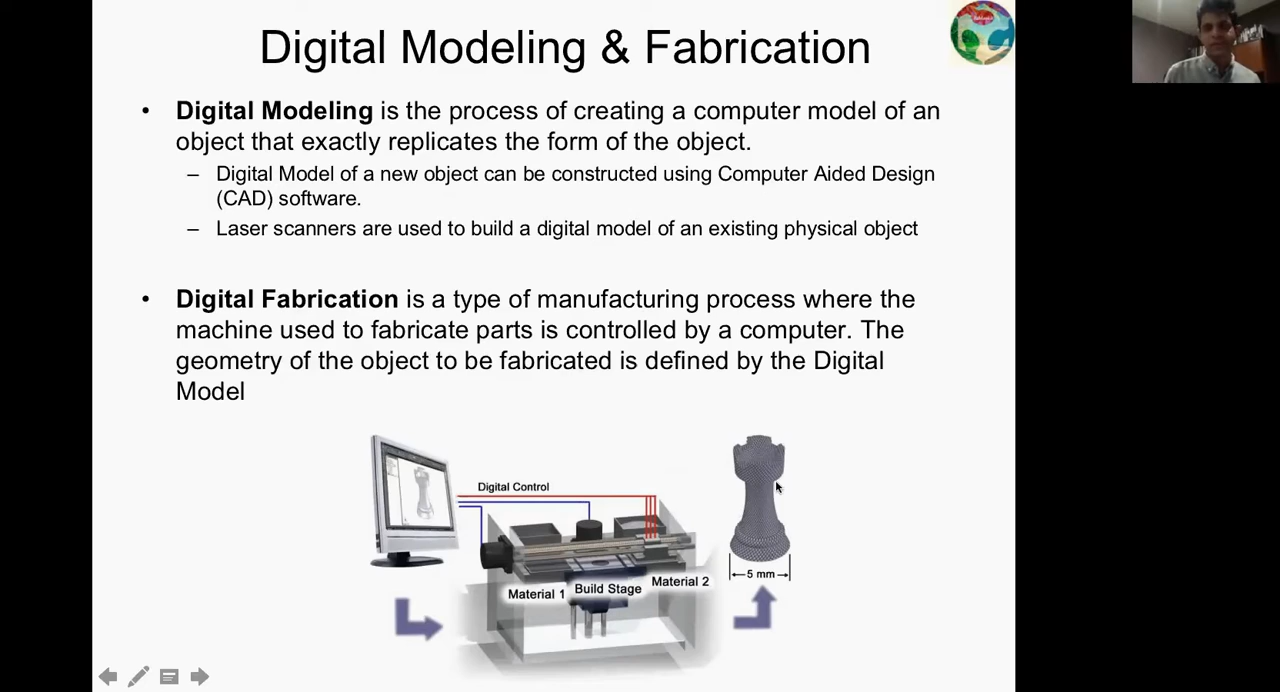 Digital Modeling & Fabrication
• Digital Modeling is the process of creating a computer model of an
object that exactly replicates the form of the object.
– Digital Model of a new object can be constructed using Computer Aided Design
(CAD) software.
– Laser scanners are used to build a digital model of an existing physical object
• Digital Fabrication is a type of manufacturing process where the
machine used to fabricate parts is controlled by a computer. The
geometry of the object to be fabricated is defined by the Digital
Model
Digital Control
Material 1
Build Stage
Material 2
5 mm